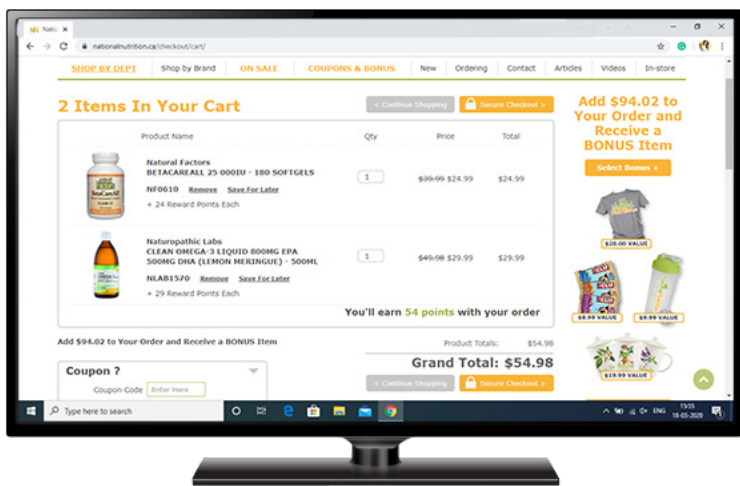 Natio
nationalnutrition.ca/checkout/cart/
SHOP BY DEPT Shop by Brand ON SALE COUPONS & BONUS New Ordering Contact Articles Videos In-store
2 Items In Your Cart
< Continue Shopping
Secure Checkout >
Product Name Qty Price Total
Natural Factors
BETACAREALL 25 000IU - 180 SOFTGELS
1 $39.99 $24.99 $24.99
NF0610 Remove Save For Later
+ 24 Reward Points Each
Naturopathic Labs
CLEAN OMEGA-3 LIQUID 800MG EPA
500MG DHA (LEMON MERINGUE) - 500ML
1 $49.98 $29.99 $29.99
NLAB1570 Remove Save For Later
+ 29 Reward Points Each
You'll earn 54 points with your order
Add $94.02 to Your Order and Receive a BONUS Item
Product Totals: $54.98
Grand Total: $54.98
< Continue Shopping
Secure Checkout >
Coupon ?
Coupon Code Enter Here
Add $94.02 to
Your Order and
Receive a
BONUS Item
Select Bonus +
$20.00 VALUE
$8.99 VALUE
$9.99 VALUE
$19.99 VALUE
Type here to search
ENG
1555
18-03-2020